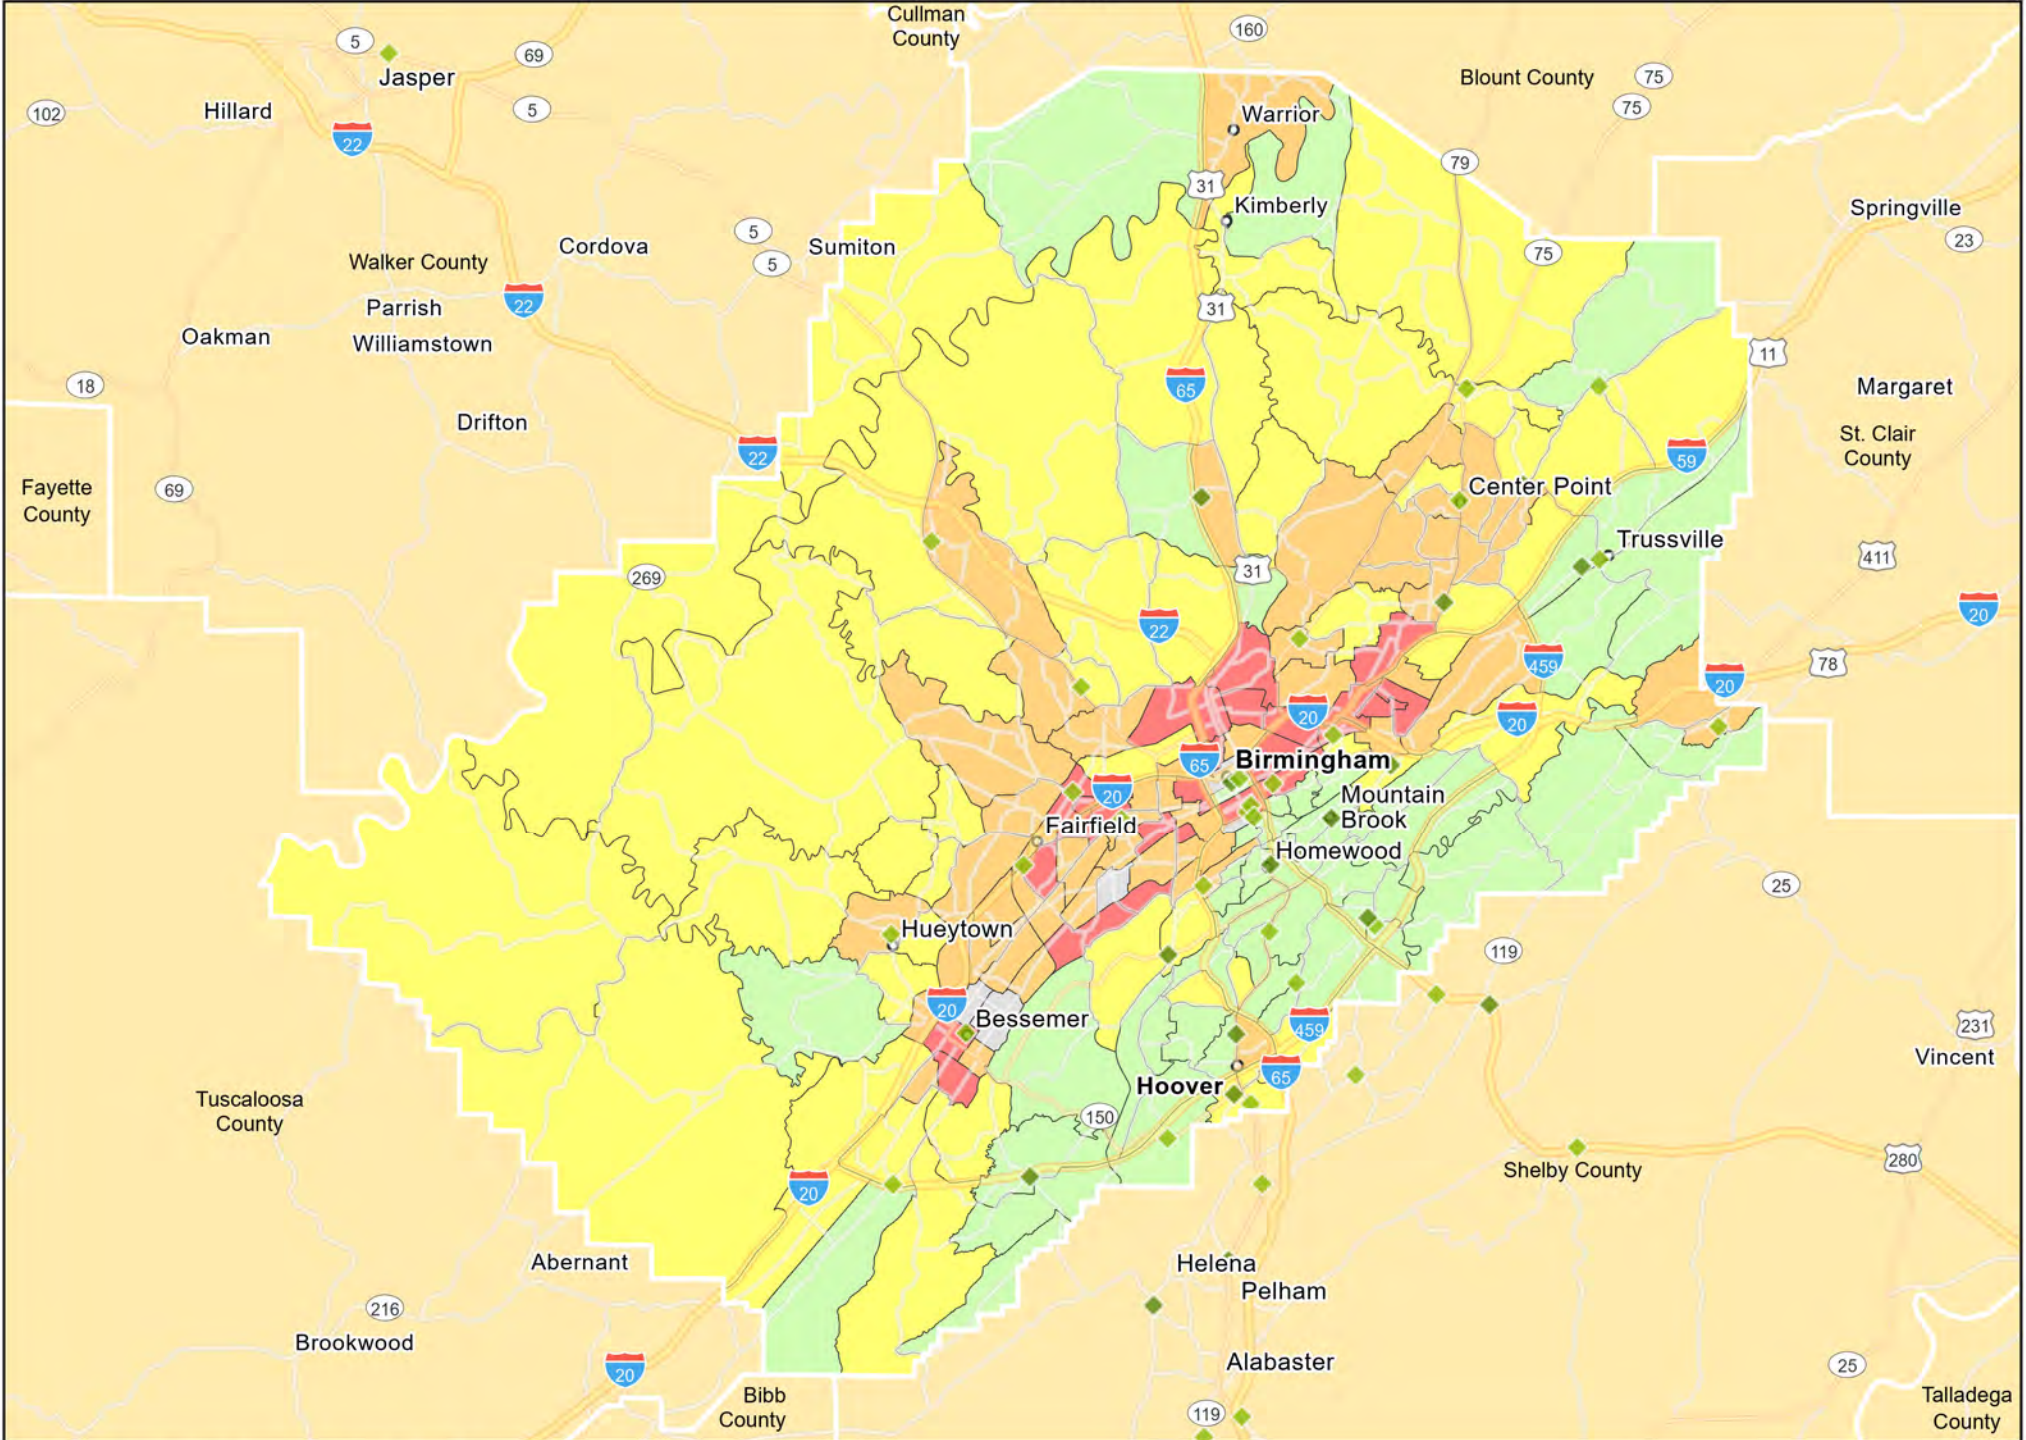 Cullman
County
160
5
Jasper
69
Blount County
75
75
102
Hillard
5
Warrior
22
79
31
Kimberly
Springville
23
5
Cordova
Sumiton
75
Walker County
5
22
Parrish
31
Oakman
Williamstown
11
18
65
Margaret
Drifton
St. Clair
County
22
59
Fayette
County
69
Center Point
Trussville
411
31
269
20
22
459
78
20
20
20
65
Birmingham
20
Mountain
Brook
Fairfield
Homewood
25
Hueytown
119
20
Bessemer
459
231
Vincent
65
Hoover
Tuscaloosa
County
150
280
Shelby County
20
Abernant
Helena
Pelham
216
Brookwood
Alabaster
25
20
Bibb
County
119
Talladega
County